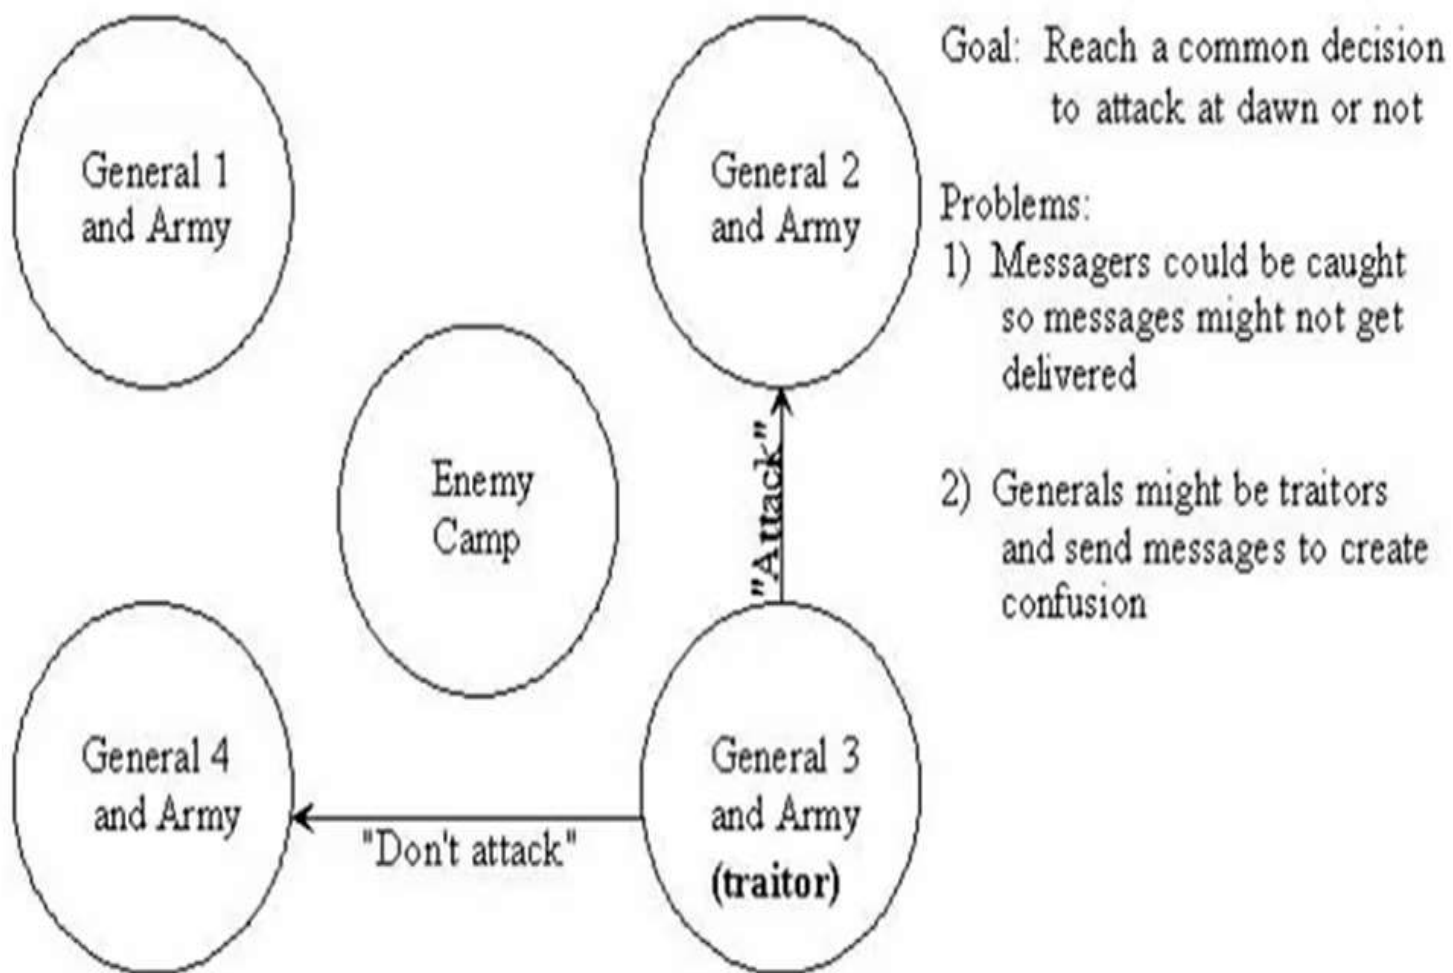 General 1
and Army
General 2
and Army
Goal: Reach a common decision
to attack at dawn or not
Problems:
1) Messagers could be caught
so messages might not get
delivered
2) Generals might be traitors
and send messages to create
confusion
Enemy
Camp
"Attack"
General 4
and Army
"Don't attack"
General 3
and Army
(traitor)